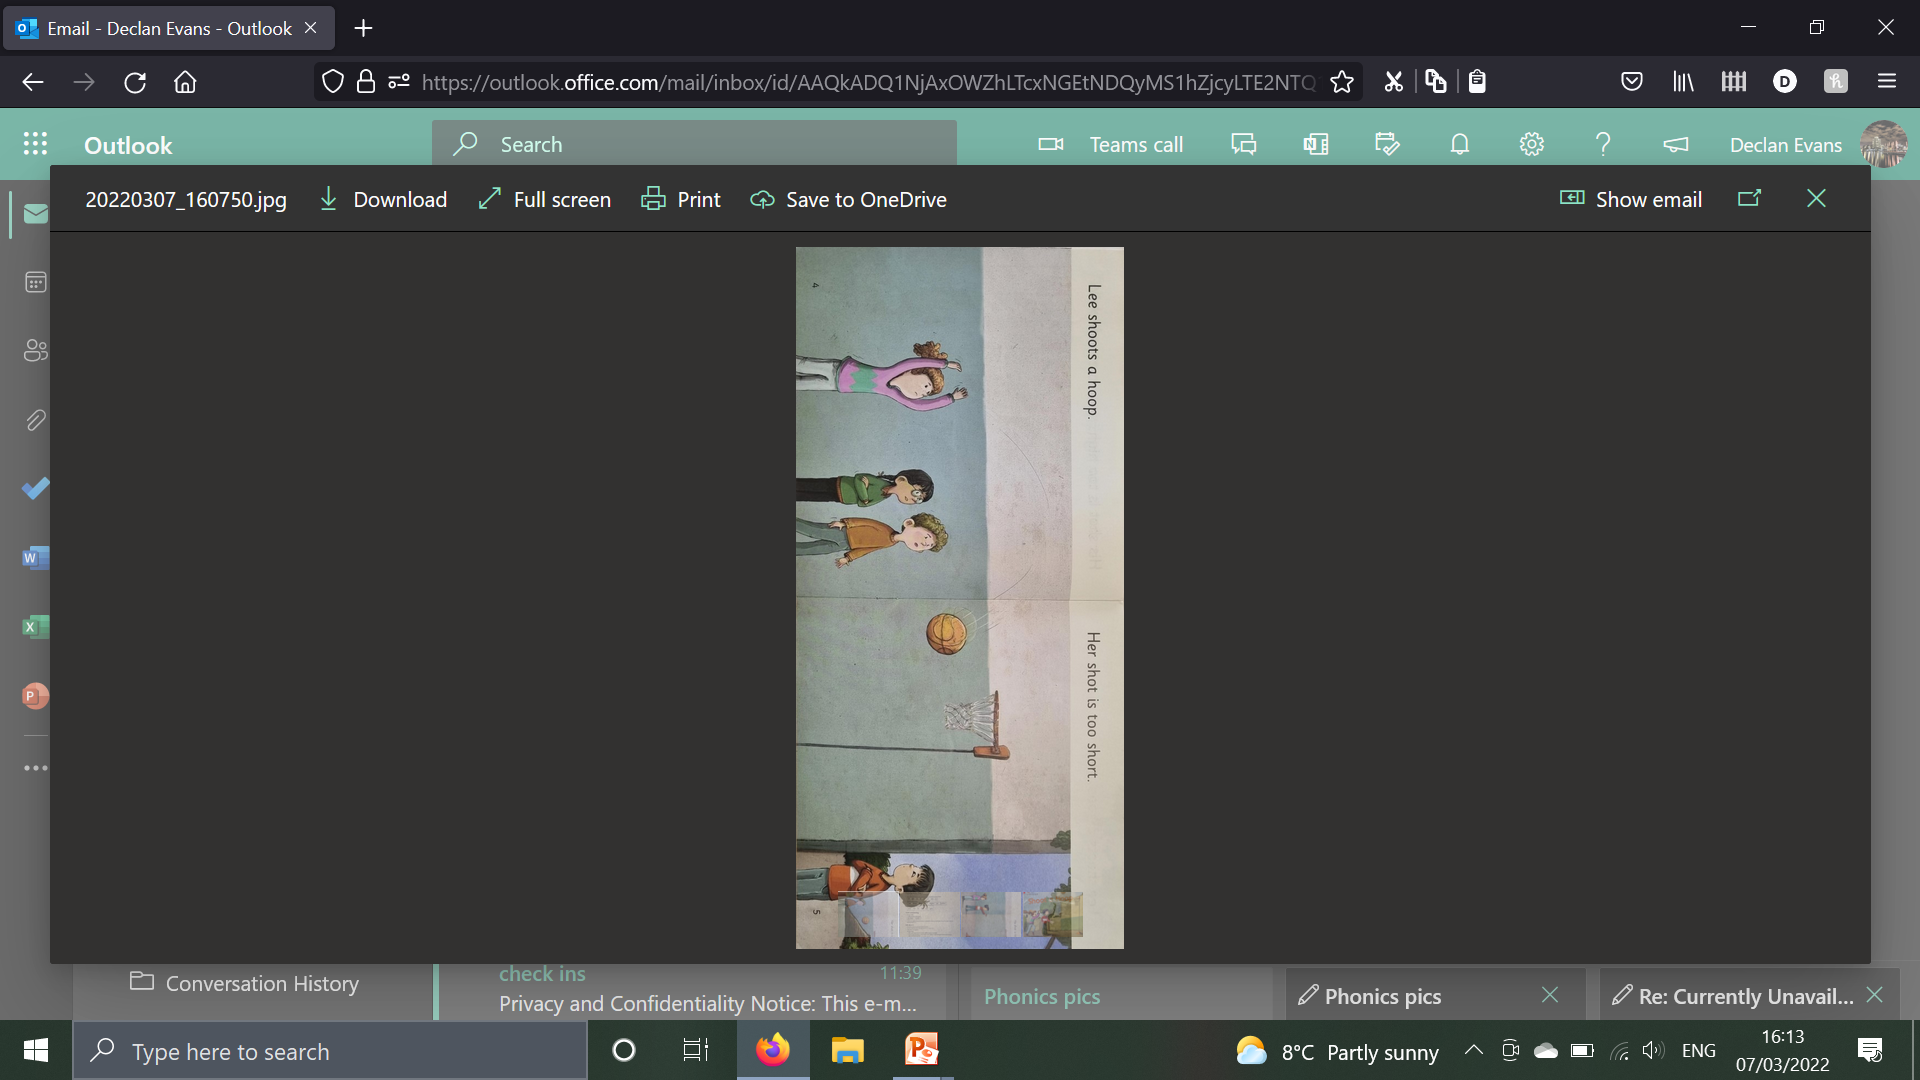 Email - Declan Evans - Outlook
https://outlook.office.com/mail/inbox/id/AAQkADQ1NjAxOWZhLTcxNGEtNDQyMS1hZjcyLTE2NTQ
Outlook
Search
Teams call
Declan Evans
20220307_160750.jpg
Download
Full screen
Print
Save to OneDrive
Show email
Lee shoots a hoop.
4
Her shot is too short.
5
Conversation History
check ins
11:39
Privacy and Confidentiality Notice: This e-m...
Phonics pics
Phonics pics
Re: Currently Unavail...
Type here to search
8°C Partly sunny
ENG
16:13
07/03/2022